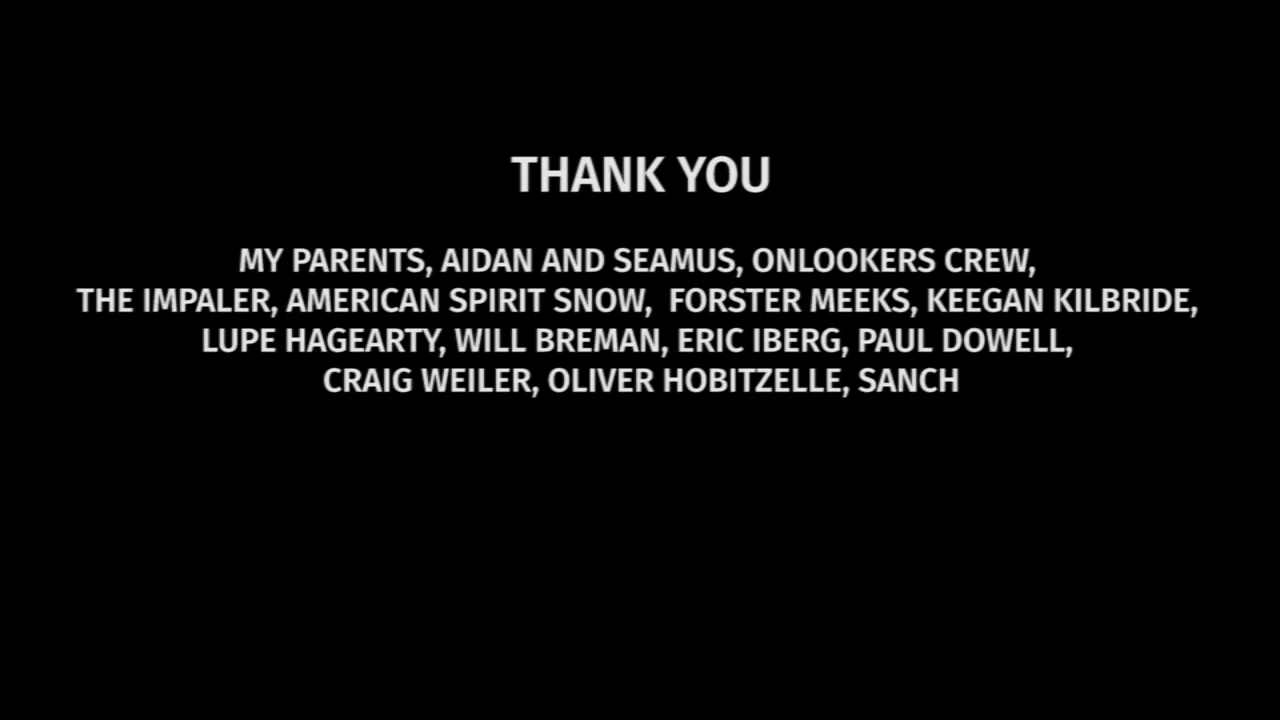 THANK YOU
MY PARENTS, AIDAN AND SEAMUS, ONLOOKERS CREW,
THE IMPALER, AMERICAN SPIRIT SNOW,  FORSTER MEEKS, KEEGAN KILBRIDE,
LUPE HAGEARTY, WILL BREMAN, ERIC IBERG, PAUL DOWELL,
CRAIG WEILER, OLIVER HOBITZELLE, SANCH